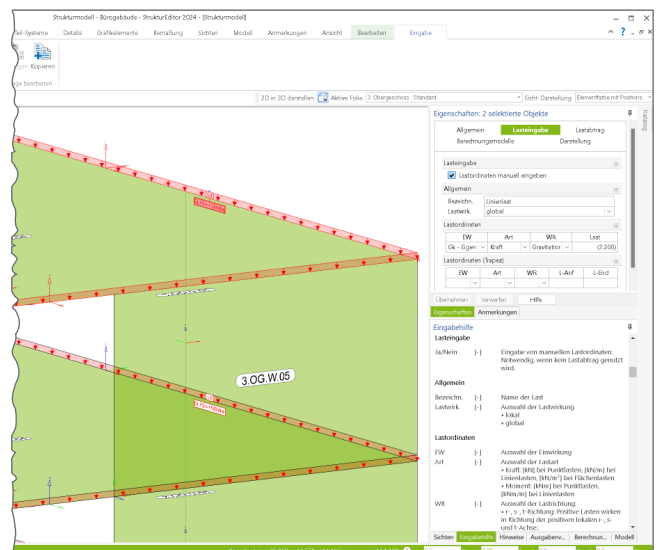 Strukturmodell - Bürogebäude - StrukturEditor 2024 - [Strukturmodell]
Teil-Systeme Details Grafikelemente Bemaßung Sichten Modell Anmerkungen Ansicht Bearbeiten Eingabe
Kopieren
bearbeiten
2D in 3D darstellen: Aktive Folie: 3. Obergeschoss : Standard Sicht-Darstellung: Elementfarbe mit Positions
Eigenschaften: 2 selektierte Objekte
Katalog
Allgemein Lasteingabe Lastabtrag
Berechnungsmodelle Darstellung
Lasteingabe
Lastordinaten manuell eingeben
Allgemein
Bezeichn. Linienlast
Lastwirk. global
Lastordinaten
EW Art WR Last
Gk - Eigen Kraft Gravitatior (3.200)
Lastordinaten (Trapez)
EW Art WR L-Anf L-End
Übernehmen Verwerfen Hilfe
Eigenschaften Anmerkungen
Eingabehilfe
Lasteingabe
Ja/Nein [-] Eingabe von manuellen Lastordinaten.
Notwendig, wenn kein Lastabtrag genutzt
wird.
Allgemein
Bezeichn. [-] Name der Last
Lastwirk. [-] Auswahl der Lastwirkung
• lokal
• global
Lastordinaten
EW [-] Auswahl der Einwirkung
Art [-] Auswahl der Lastart
• Kraft: [kN] bei Punktlasten, [kN/m] bei
Linienlasten, [kN/m²] bei Flächenlasten
• Moment: [kNm] bei Punktlasten,
[kNm/m] bei Linienlasten
WR [-] Auswahl der Lastrichtung:
• r-, s-, t-Richtung: Positive Lasten wirken
in Richtung der positiven lokalen r-, s-
und t-Achse.
Sichten Eingabehilfe Hinweise Ausgabenv... Berechnun... Modell
3.OG.W.05